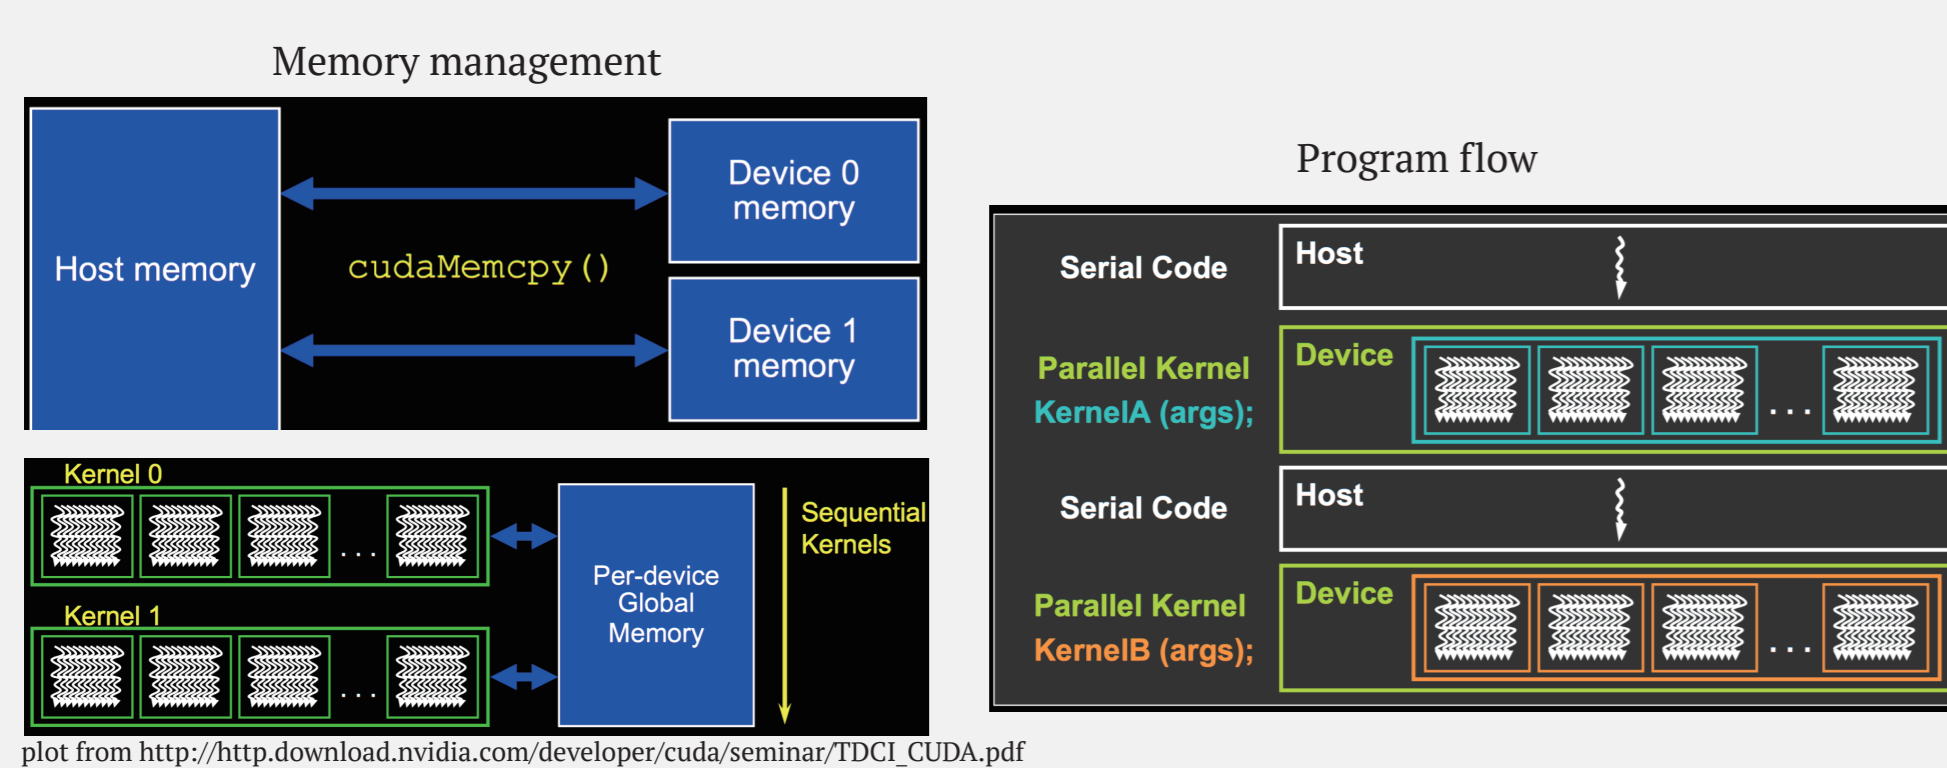 Memory management
Host memory
cudaMemcpy()
Device 0
memory
Device 1
memory
Kernel 0
. . .
Kernel 1
. . .
Per-device
Global
Memory
Sequential
Kernels
plot from http://http.download.nvidia.com/developer/cuda/seminar/TDCI_CUDA.pdf
Program flow
Serial Code
Host
Parallel Kernel
KernelA (args);
Device
. . .
Serial Code
Host
Parallel Kernel
KernelB (args);
Device
. . .